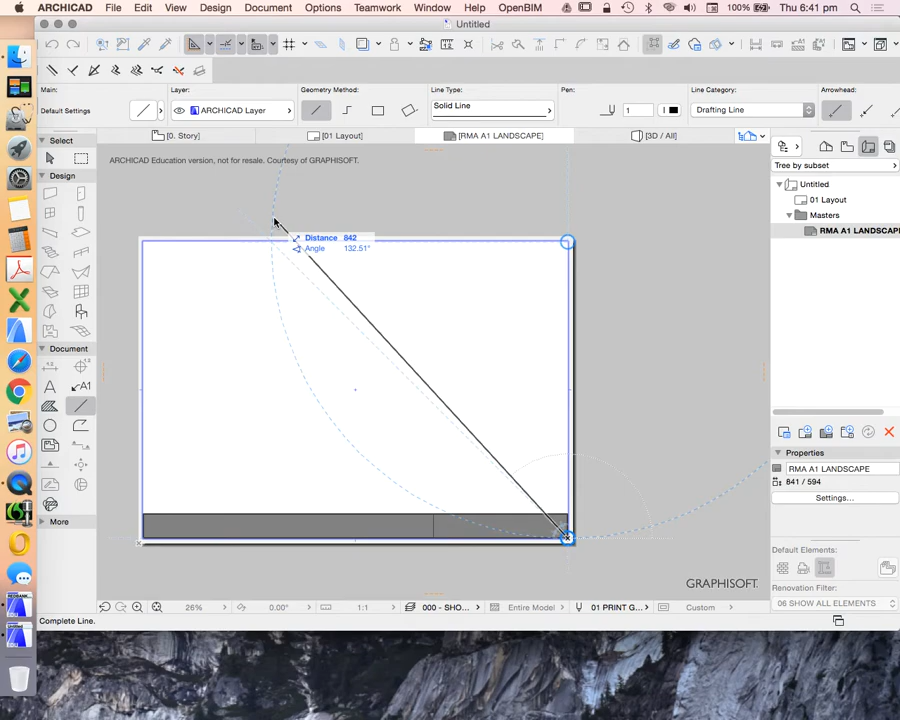 ARCHICAD File Edit View Design Document Options Teamwork Window Help OpenBIM 100% Thu 6:41 pm
Untitled
Main:
Default Settings
Layer:
ARCHICAD Layer
Geometry Method:
Line Type:
Solid Line
Pen:
1
Line Category:
Drafting Line
Arrowhead:
[0. Story]
[01 Layout]
[RMA A1 LANDSCAPE]
[3D / All]
Select
Design
Document
A
A1
More
ARCHICAD Education version, not for resale. Courtesy of GRAPHISOFT.
Distance 842
Angle 132.51°
GRAPHISOFT.
Tree by subset
Untitled
01 Layout
Masters
RMA A1 LANDSCAPE
Properties
RMA A1 LANDSCAPE
841 / 594
Settings...
Default Elements:
Renovation Filter:
06 SHOW ALL ELEMENTS
26% 0.00° 1:1 000 - SHO... Entire Model 01 PRINT G... Custom
Complete Line.